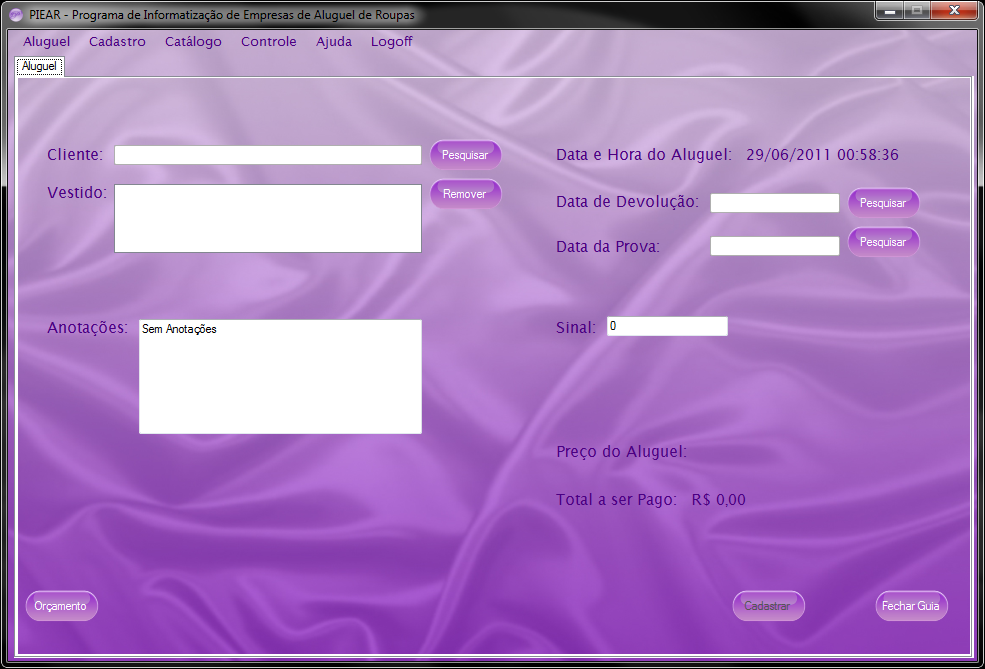 PIEAR - Programa de Informatização de Empresas de Aluguel de Roupas
Aluguel Cadastro Catálogo Controle Ajuda Logoff
Aluguel
Cliente: Pesquisar
Data e Hora do Aluguel: 29/06/2011 00:58:36
Vestido: Remover
Data de Devolução: Pesquisar
Data da Prova: Pesquisar
Anotações: Sem Anotações
Sinal: 0
Preço do Aluguel:
Total a ser Pago: R$ 0,00
Orçamento Cadastrar Fechar Guia